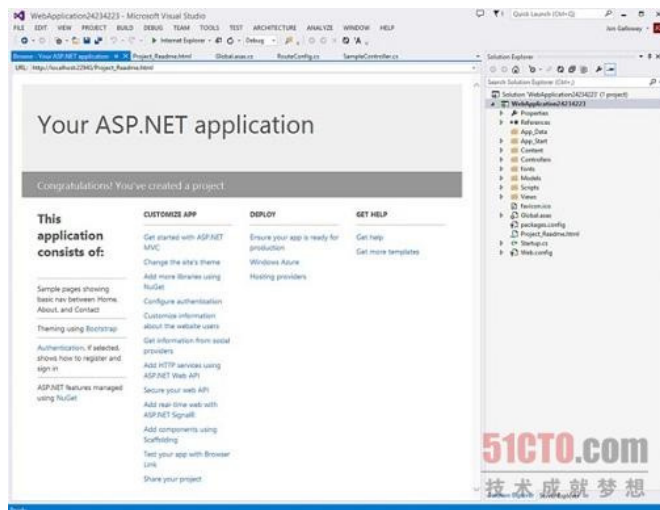 WebApplication24234223 - Microsoft Visual Studio
Quick Launch (Ctrl+Q)
FILE EDIT VIEW PROJECT BUILD DEBUG TEAM TOOLS TEST ARCHITECTURE ANALYZE WINDOW HELP
Jon Galloway
Internet Explorer
Debug
Browse - Your ASP.NET application Project_Readme.html Global.asax.cs RouteConfig.cs SampleController.cs
Your ASP.NET application
Congratulations! You've created a project
This
application
consists of:
Sample pages showing
basic nav between Home,
About, and Contact
Theming using Bootstrap
Authentication, if selected,
shows how to register and
sign in
ASP.NET features managed
using NuGet
CUSTOMIZE APP
Get started with ASP.NET
MVC
Change the site's theme
Add more libraries using
NuGet
Configure authentication
Customize information
about the website users
Get information from social
providers
Add HTTP services using
ASP.NET Web API
Secure your web API
Add real-time web with
ASP.NET SignalR
Add components using
Scaffolding
Test your app with Browser
Link
Share your project
DEPLOY
Ensure your app is ready for
production
Windows Azure
Hosting providers
GET HELP
Get help
Get more templates
Solution Explorer
Search Solution Explorer (Ctrl+;)
Solution 'WebApplication24234223' (1 project)
WebApplication24234223
Properties
References
App_Data
App_Start
Content
Controllers
fonts
Models
Scripts
Views
favicon.ico
Global.asax
packages.config
Project_Readme.html
Startup.cs
Web.config
51CTO.com
技术成就梦想
Ready